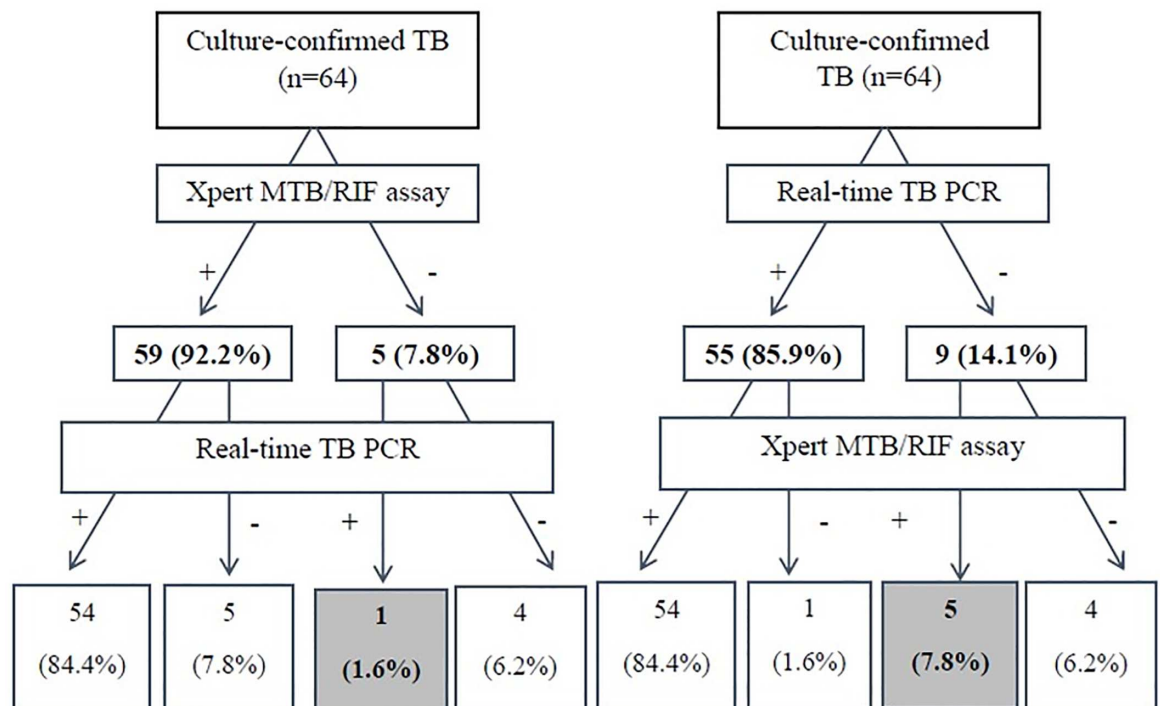 Culture-confirmed TB
(n=64)
Xpert MTB/RIF assay
+ -
59 (92.2%) 5 (7.8%)
Real-time TB PCR
+ - + -
54 5 1 4
(84.4%) (7.8%) (1.6%) (6.2%)
Culture-confirmed
TB (n=64)
Real-time TB PCR
+ -
55 (85.9%) 9 (14.1%)
Xpert MTB/RIF assay
+ - + -
54 1 5 4
(84.4%) (1.6%) (7.8%) (6.2%)